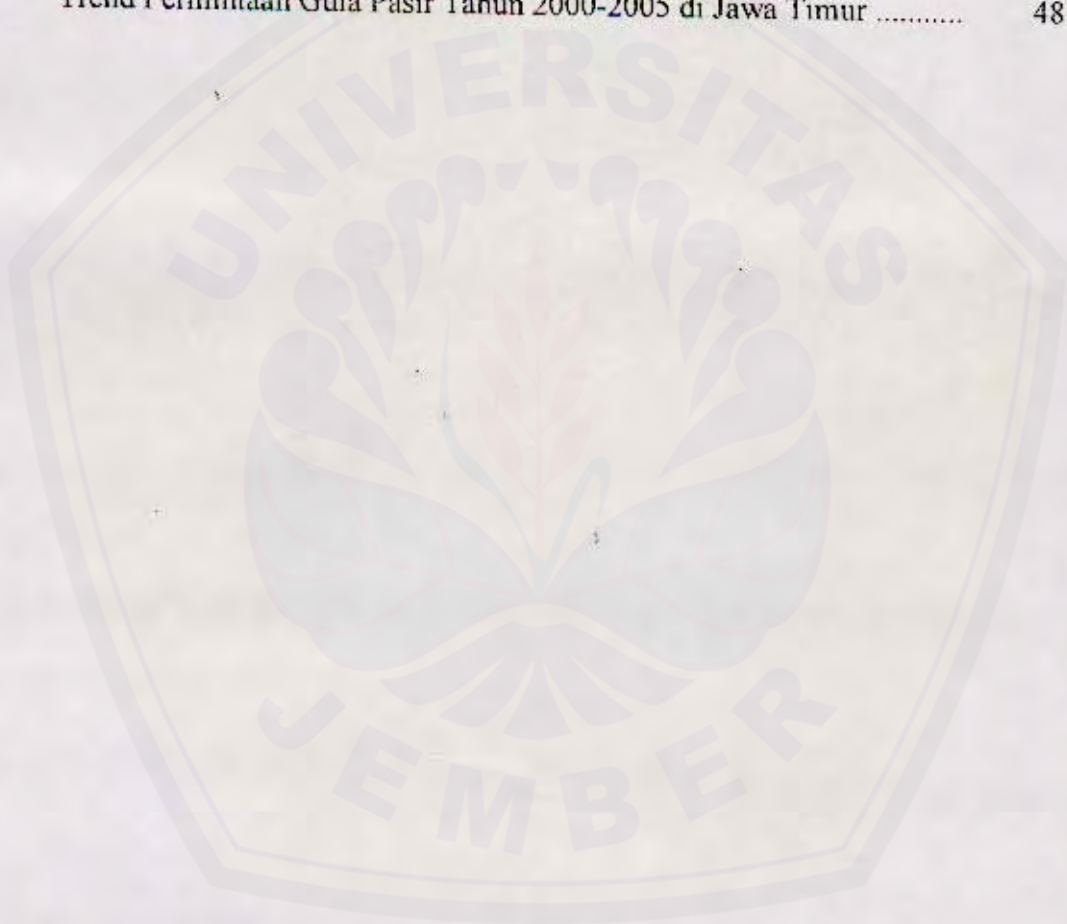 Trend Permintaan Gula Pasir Tahun 2000-2005 di Jawa Timur ........... 48
UNIVERSITAS
JEMBER